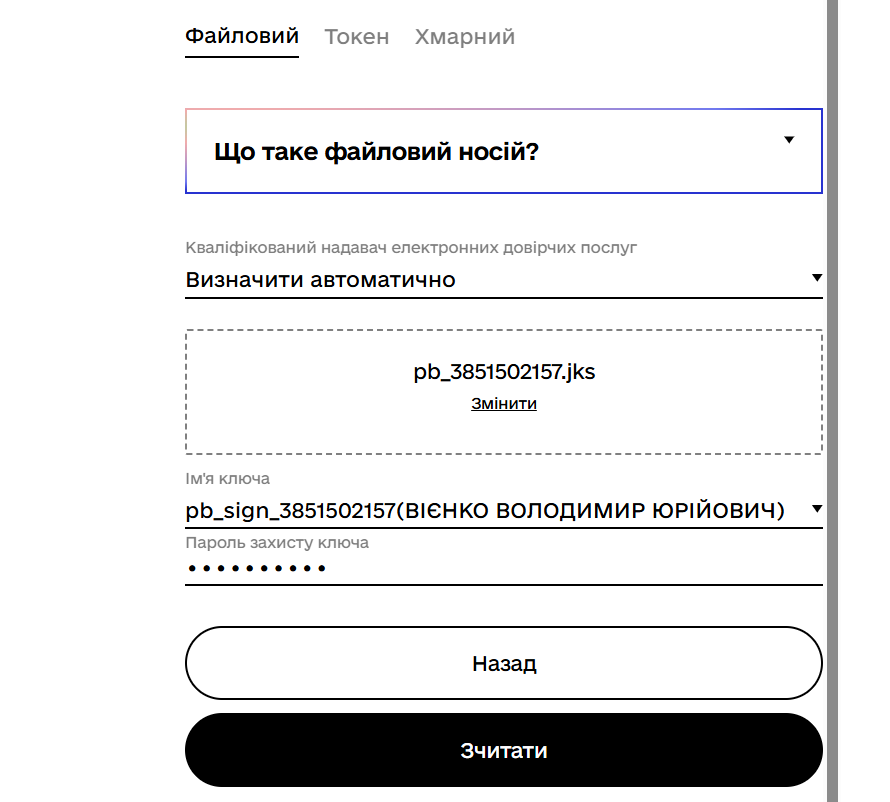 Файловий Токен Хмарний
Що таке файловий носій?
Кваліфікований надавач електронних довірчих послуг
Визначити автоматично
pb_3851502157.jks
Змінити
Ім'я ключа
pb_sign_3851502157(ВІЄНКО ВОЛОДИМИР ЮРІЙОВИЧ)
Пароль захисту ключа
••••••••••
Назад
Зчитати